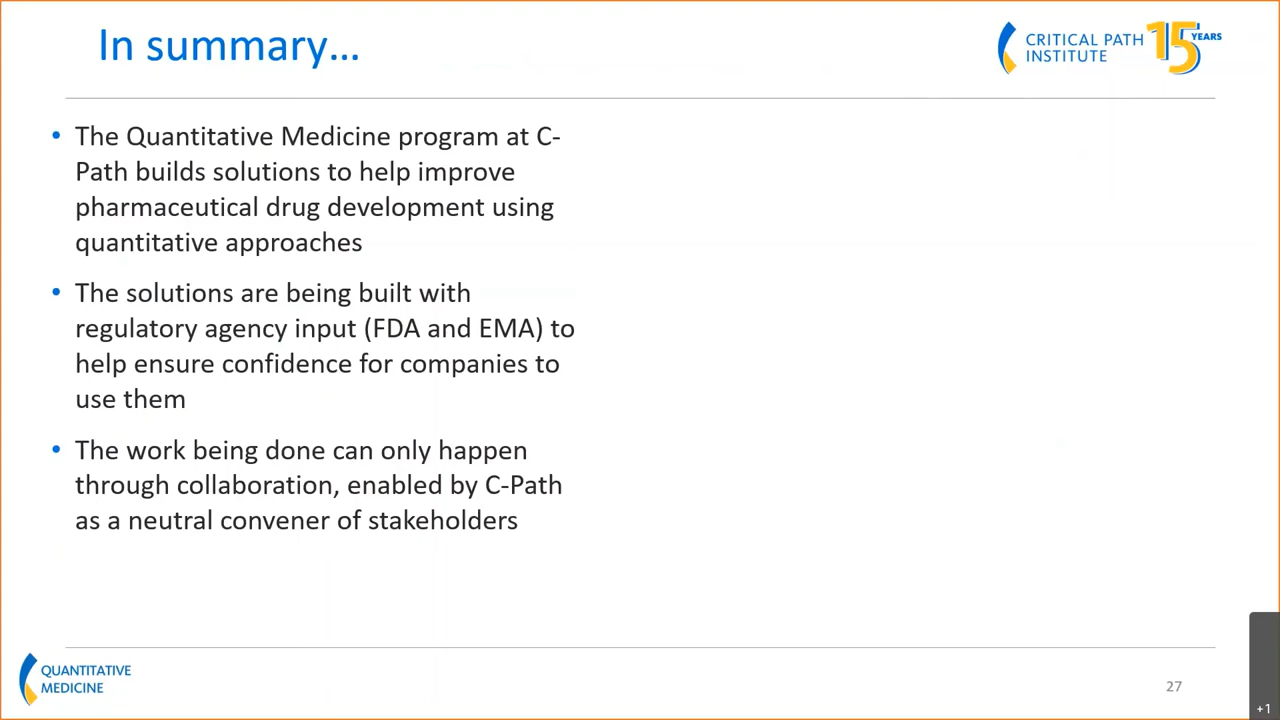 In summary...
CRITICAL PATH
INSTITUTE
15
YEARS
• The Quantitative Medicine program at C-
Path builds solutions to help improve
pharmaceutical drug development using
quantitative approaches
• The solutions are being built with
regulatory agency input (FDA and EMA) to
help ensure confidence for companies to
use them
• The work being done can only happen
through collaboration, enabled by C-Path
as a neutral convener of stakeholders
QUANTITATIVE
MEDICINE
27
+1